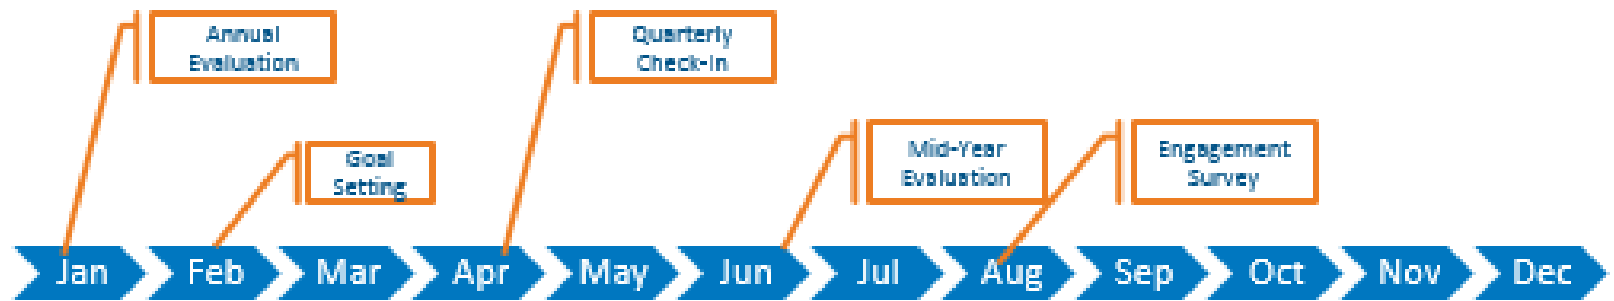 Annual
Evaluation
Quarterly
Check-In
Goal
Setting
Mid-Year
Evaluation
Engagement
Survey
Jan Feb Mar Apr May Jun Jul Aug Sep Oct Nov Dec